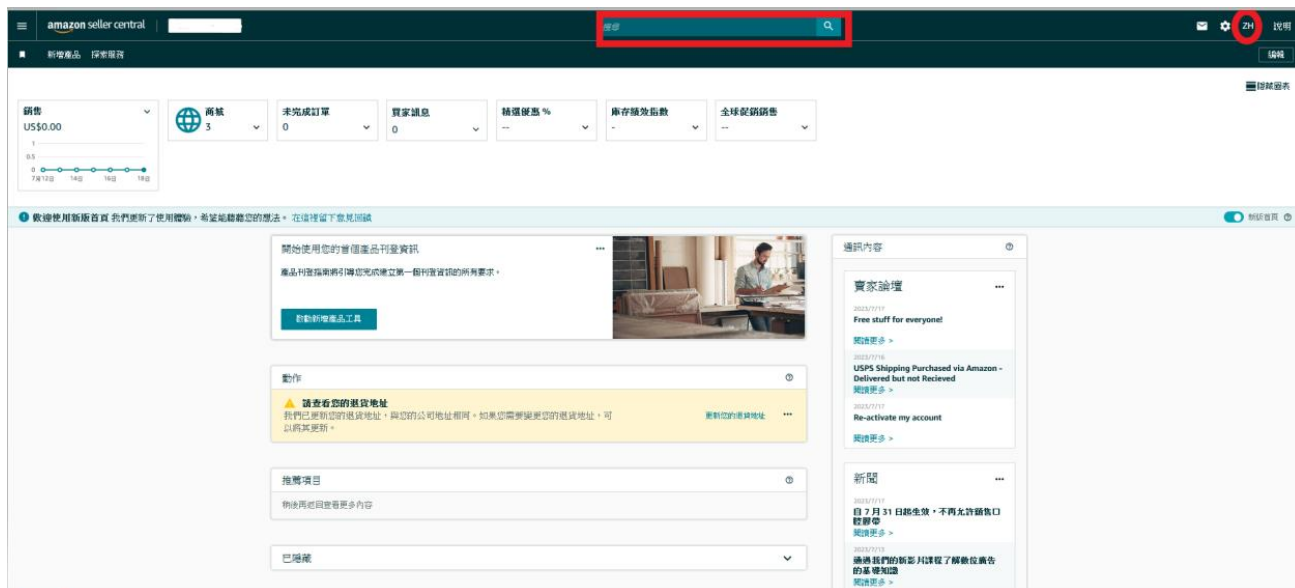 amazon seller central
搜尋
ZH
說明
新增產品 探索服務
編輯
隱藏圖表
銷售
US$0.00
1
0.5
0
7月12日 14日 16日 18日
商城
3
未完成訂單
0
買家訊息
0
精選優惠 %
--
庫存績效指數
-
全球促銷銷售
--
歡迎使用新版首頁 我們更新了使用體驗，希望能聽聽您的想法。 在這裡留下意見回饋
新版首頁
開始使用您的首個產品刊登資訊
產品刊登指南將引導您完成建立第一個刊登資訊的所有要求。
啟動新增產品工具
動作
請查看您的退貨地址
我們已更新您的退貨地址，與您的公司地址相同。如果您需要變更您的退貨地址，可
以將其更新。
更新您的退貨地址
推薦項目
稍後再返回查看更多內容
已隱藏
通訊內容
賣家論壇
2023/7/17
Free stuff for everyone!
閱讀更多 >
2023/7/16
USPS Shipping Purchased via Amazon -
Delivered but not Recieved
閱讀更多 >
2023/7/17
Re-activate my account
閱讀更多 >
新聞
2023/7/17
自 7 月 31 日起生效，不再允許銷售口
腔膠帶
閱讀更多 >
2023/7/13
通過我們的新影片課程了解數位廣告
的基礎知識
閱讀更多 >